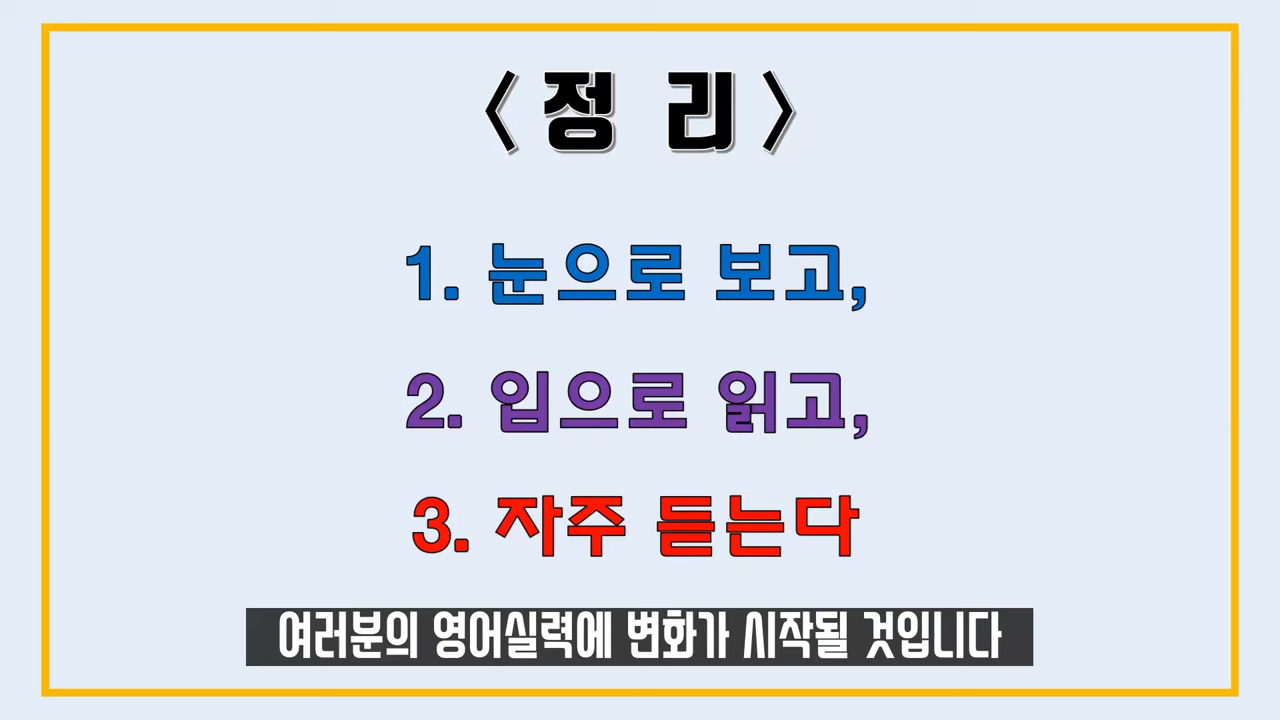 〈정 리〉
1. 눈으로 보고,
2. 입으로 읽고,
3. 자주 듣는다
여러분의 영어실력에 변화가 시작될 것입니다